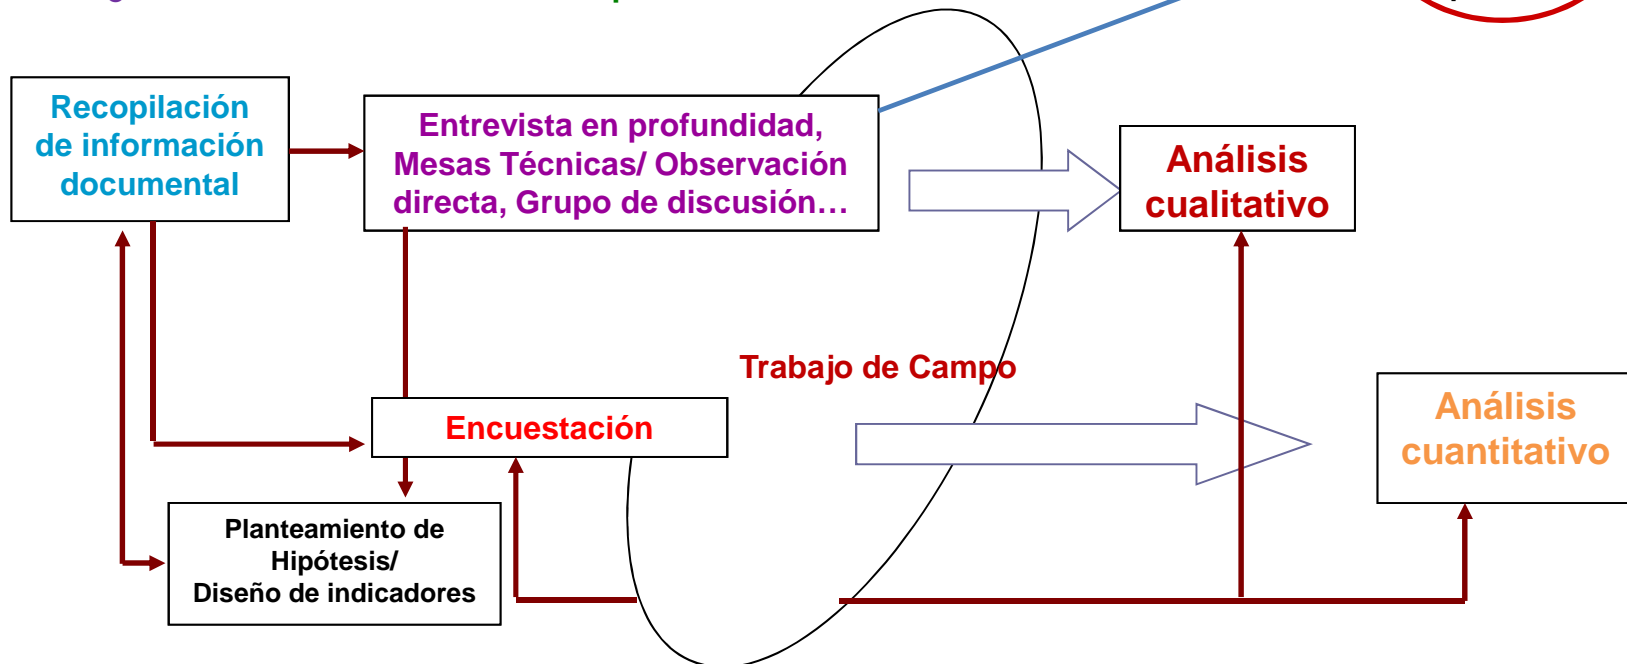 Recopilación
de información
documental
Entrevista en profundidad,
Mesas Técnicas/ Observación
directa, Grupo de discusión…
Análisis
cualitativo
Trabajo de Campo
Encuestación
Análisis
cuantitativo
Planteamiento de
Hipótesis/
Diseño de indicadores